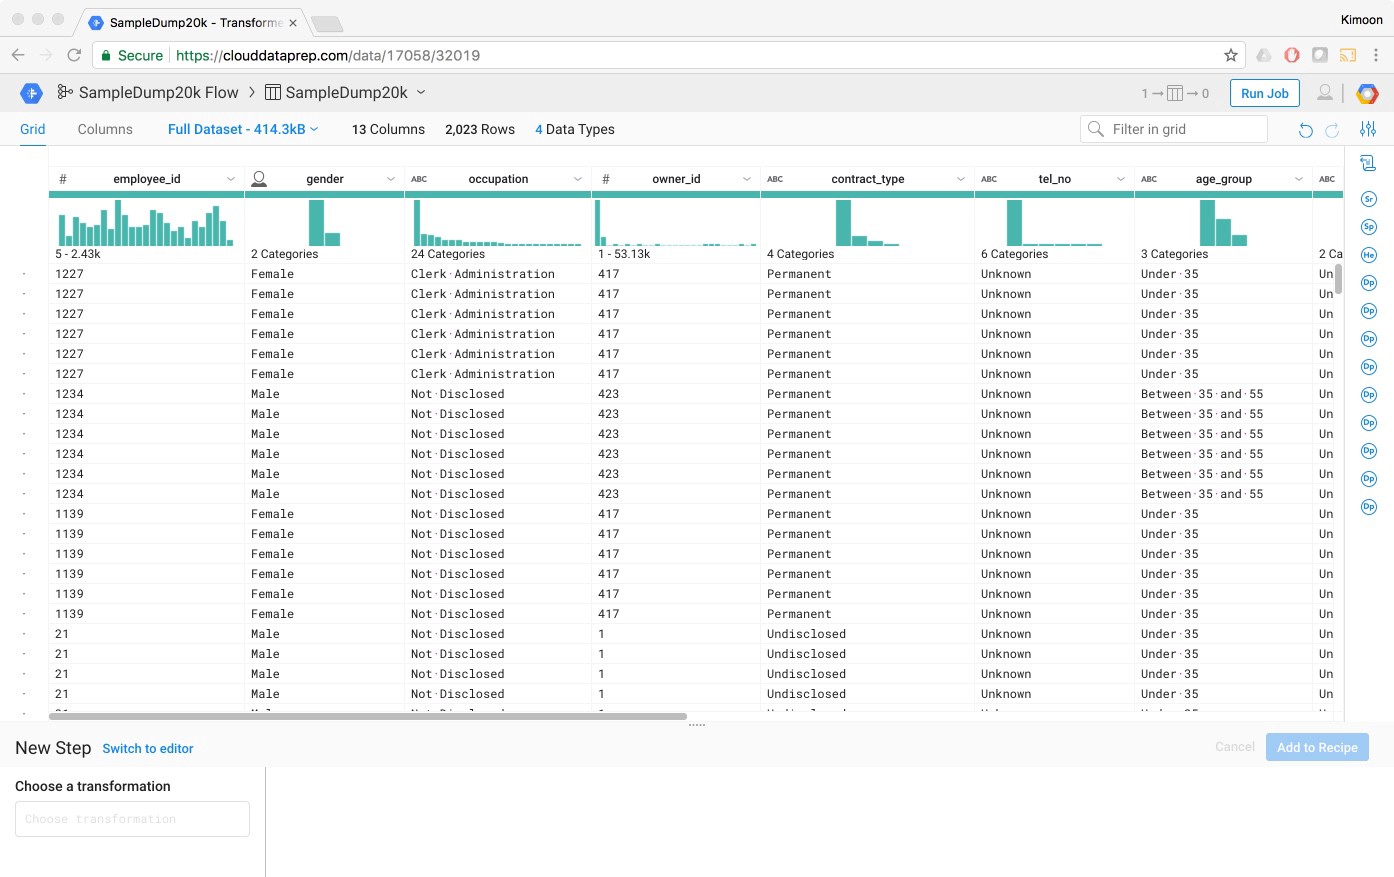 SampleDump20k - Transforme ×
Kimoon
Secure https://clouddataprep.com/data/17058/32019
SampleDump20k Flow > SampleDump20k
1 → → 0 Run Job
Grid Columns Full Dataset - 414.3kB 13 Columns 2,023 Rows 4 Data Types Filter in grid
# employee_id gender ABC occupation # owner_id ABC contract_type ABC tel_no ABC age_group ABC
5 - 2.43k 2 Categories 24 Categories 1 - 53.13k 4 Categories 6 Categories 3 Categories 2 Ca
1227 Female Clerk·Administration 417 Permanent Unknown Under·35 Un
1227 Female Clerk·Administration 417 Permanent Unknown Under·35 Un
1227 Female Clerk·Administration 417 Permanent Unknown Under·35 Un
1227 Female Clerk·Administration 417 Permanent Unknown Under·35 Un
1227 Female Clerk·Administration 417 Permanent Unknown Under·35 Un
1227 Female Clerk·Administration 417 Permanent Unknown Under·35 Un
1234 Male Not·Disclosed 423 Permanent Unknown Between·35·and·55 Un
1234 Male Not·Disclosed 423 Permanent Unknown Between·35·and·55 Un
1234 Male Not·Disclosed 423 Permanent Unknown Between·35·and·55 Un
1234 Male Not·Disclosed 423 Permanent Unknown Between·35·and·55 Un
1234 Male Not·Disclosed 423 Permanent Unknown Between·35·and·55 Un
1234 Male Not·Disclosed 423 Permanent Unknown Between·35·and·55 Un
1139 Female Not·Disclosed 417 Permanent Unknown Under·35 Un
1139 Female Not·Disclosed 417 Permanent Unknown Under·35 Un
1139 Female Not·Disclosed 417 Permanent Unknown Under·35 Un
1139 Female Not·Disclosed 417 Permanent Unknown Under·35 Un
1139 Female Not·Disclosed 417 Permanent Unknown Under·35 Un
1139 Female Not·Disclosed 417 Permanent Unknown Under·35 Un
21 Male Not·Disclosed 1 Undisclosed Unknown Under·35 Un
21 Male Not·Disclosed 1 Undisclosed Unknown Under·35 Un
21 Male Not·Disclosed 1 Undisclosed Unknown Under·35 Un
21 Male Not·Disclosed 1 Undisclosed Unknown Under·35 Un
Sr
Sp
He
Dp
Dp
Dp
Dp
Dp
Dp
Dp
Dp
Dp
New Step Switch to editor Cancel Add to Recipe
Choose a transformation
Choose transformation